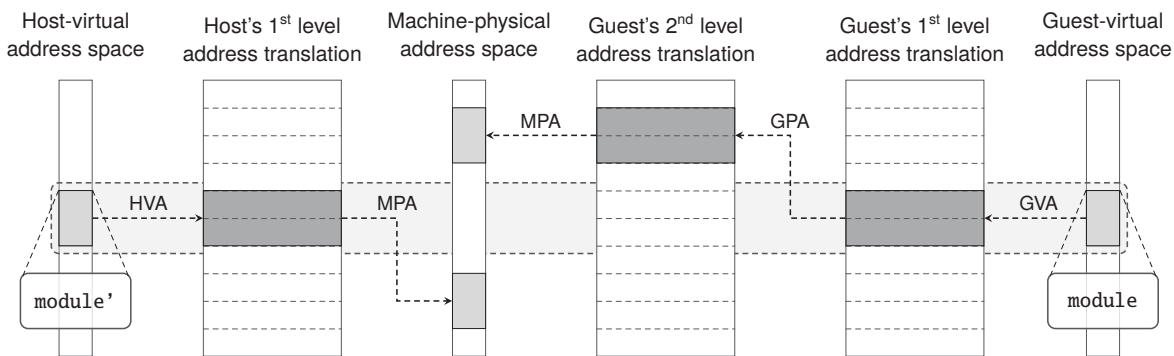 Host-virtual
address space
Host's 1st level
address translation
Machine-physical
address space
Guest's 2nd level
address translation
Guest's 1st level
address translation
Guest-virtual
address space
MPA
GPA
HVA
MPA
GVA
module’
module